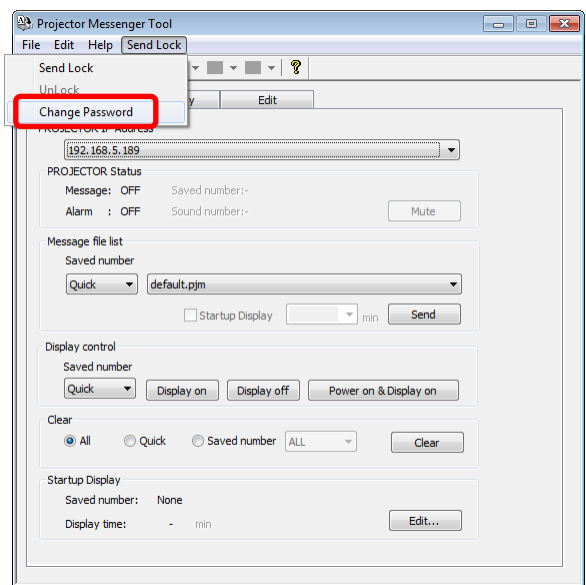 Projector Messenger Tool
File Edit Help Send Lock
Send Lock
UnLock
Change Password
Edit
PROJECTOR IP Address
192.168.5.189
PROJECTOR Status
Message: OFF Saved number:-
Alarm : OFF Sound number:- Mute
Message file list
Saved number
Quick default.pjm
Startup Display min Send
Display control
Saved number
Quick Display on Display off Power on & Display on
Clear
All Quick Saved number ALL Clear
Startup Display
Saved number: None
Display time: - min Edit...